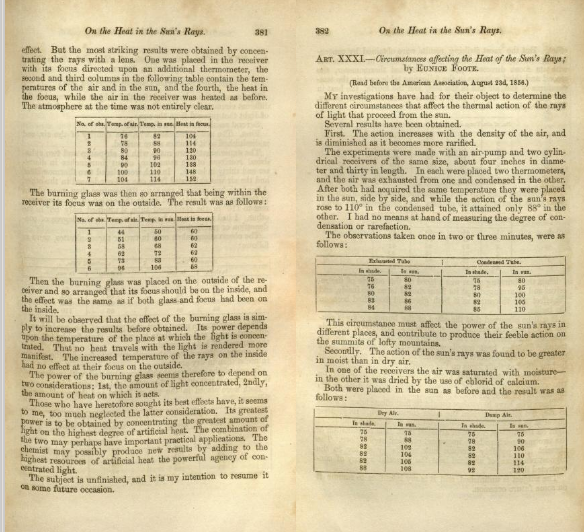 On the Heat in the Sun's Rays. 381
effect. But the most striking results were obtained by concen-
trating the rays with a lens. One was placed in the receiver
with its focus directed upon an additional thermometer, the
second and third columns in the following table contain the tem-
peratures of the air and in the sun, and the fourth, the heat in
the focus, while the air in the receiver was heated as before.
The atmosphere at the time was not entirely clear.
No. of obs. Temp. of air. Temp. in sun. Heat in focus.
1 76 82 104
2 78 88 114
3 80 90 120
4 84 96 130
5 90 102 138
6 100 110 148
7 104 114 152
The burning glass was then so arranged that being within the
receiver its focus was on the outside. The result was as follows:
No. of obs. Temp. of air. Temp. in sun. Heat in focus.
1 44 50 60
2 51 60 60
3 58 68 62
4 62 72 62
5 73 83 60
6 96 106 58
Then the burning glass was placed on the outside of the re-
ceiver and so arranged that its focus should be on the inside, and
the effect was the same as if both glass and focus had been on
the inside.
It will be observed that the effect of the burning glass is sim-
ply to increase the results before obtained. Its power depends
upon the temperature of the place at which the light is concen-
trated. That no heat travels with the light is rendered more
manifest. The increased temperature of the rays on the inside
had no effect at their focus on the outside.
The power of the burning glass seems therefore to depend on
two considerations: 1st, the amount of light concentrated, 2ndly,
the amount of heat on which it acts.
Those who have heretofore sought its best effects have, it seems
to me, too much neglected the latter consideration. Its greatest
power is to be obtained by concentrating the greatest amount of
light on the highest degree of artificial heat. The combination of
the two may perhaps have important practical applications. The
chemist may possibly produce new results by adding to the
highest resources of artificial heat the powerful agency of con-
centrated light.
The subject is unfinished, and it is my intention to resume it
on some future occasion.
382 On the Heat in the Sun's Rays.
ART. XXXI.—Circumstances affecting the Heat of the Sun's Rays;
by EUNICE FOOTE.
(Read before the American Association, August 23d, 1856.)
MY investigations have had for their object to determine the
different circumstances that affect the thermal action of the rays
of light that proceed from the sun.
Several results have been obtained.
First. The action increases with the density of the air, and
is diminished as it becomes more rarified.
The experiments were made with an air-pump and two cylin-
drical receivers of the same size, about four inches in diame-
ter and thirty in length. In each were placed two thermometers,
and the air was exhausted from one and condensed in the other.
After both had acquired the same temperature they were placed
in the sun, side by side, and while the action of the sun's rays
rose to 110° in the condensed tube, it attained only 88° in the
other. I had no means at hand of measuring the degree of con-
densation or rarefaction.
The observations taken once in two or three minutes, were as
follows:
Exhausted Tube Condensed Tube.
In shade. In sun. In shade. In sun.
75 80 75 80
76 82 78 95
80 82 80 100
83 86 82 105
84 88 85 110
This circumstance must affect the power of the sun's rays in
different places, and contribute to produce their feeble action on
the summits of lofty mountains.
Secondly. The action of the sun's rays was found to be greater
in moist than in dry air.
In one of the receivers the air was saturated with moisture—
in the other it was dried by the use of chlorid of calcium.
Both were placed in the sun as before and the result was as
follows:
Dry Air. Damp Air.
In shade. In sun. In shade. In sun.
75 75 75 75
78 88 78 90
82 102 82 106
82 104 82 110
82 105 82 114
88 108 92 120